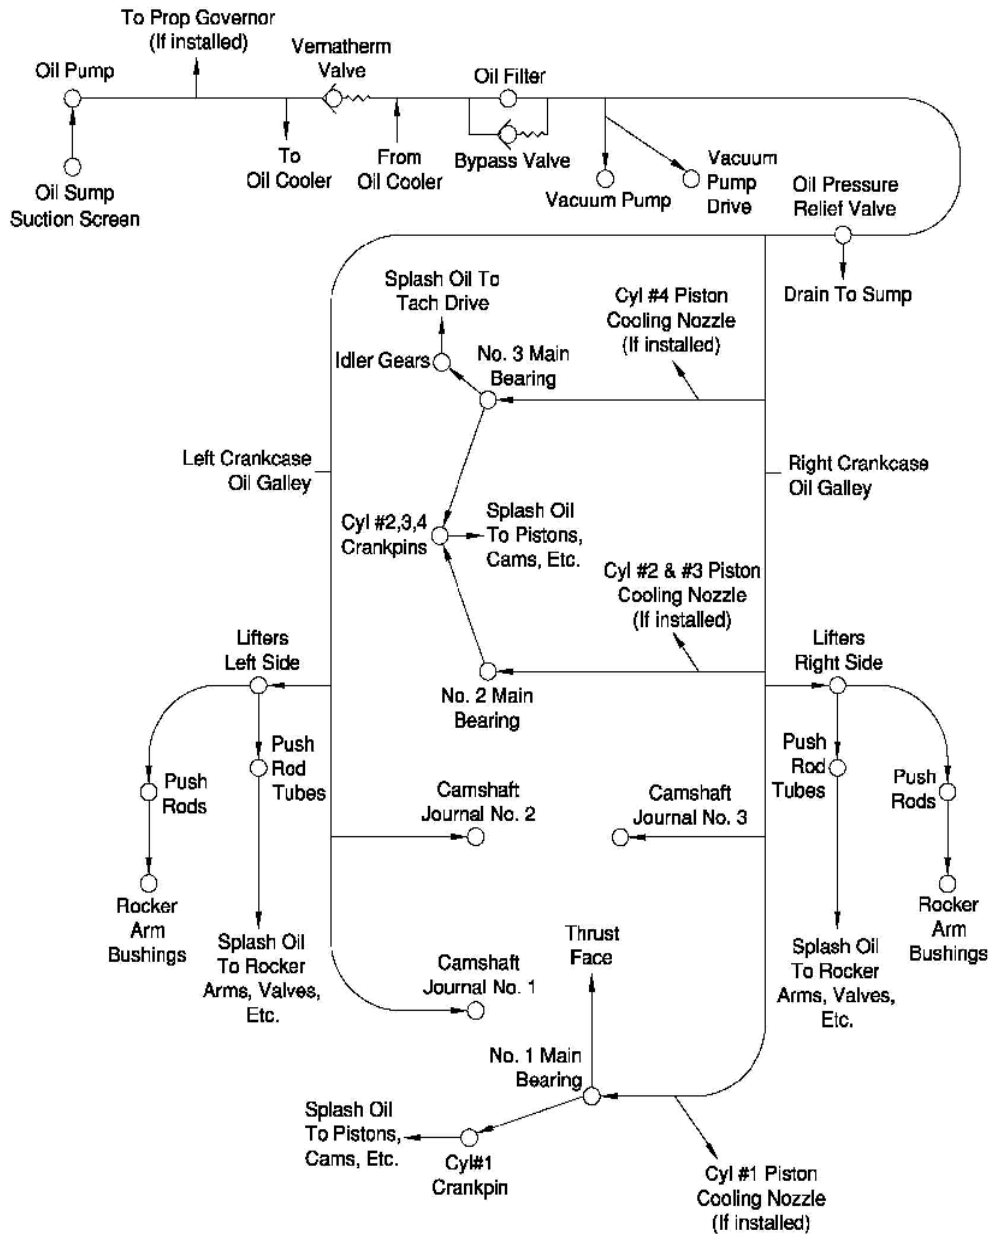 To Prop Governor
(If installed)
Vernatherm
Valve
Oil Pump
Oil Filter
To
Oil Cooler
From
Oil Cooler
Bypass Valve
Vacuum
Pump
Drive
Vacuum Pump
Oil Sump
Suction Screen
Oil Pressure
Relief Valve
Drain To Sump
Splash Oil To
Tach Drive
Cyl #4 Piston
Cooling Nozzle
(If installed)
Idler Gears
No. 3 Main
Bearing
Left Crankcase
Oil Galley
Right Crankcase
Oil Galley
Cyl #2,3,4
Crankpins
Splash Oil
To Pistons,
Cams, Etc.
Cyl #2 & #3 Piston
Cooling Nozzle
(If installed)
Lifters
Left Side
Lifters
Right Side
No. 2 Main
Bearing
Push
Rods
Push
Rod
Tubes
Camshaft
Journal No. 2
Camshaft
Journal No. 3
Push
Rod
Tubes
Push
Rods
Rocker
Arm
Bushings
Splash Oil
To Rocker
Arms, Valves,
Etc.
Camshaft
Journal No. 1
Thrust
Face
Splash Oil
To Rocker
Arms, Valves,
Etc.
Rocker
Arm
Bushings
No. 1 Main
Bearing
Splash Oil
To Pistons,
Cams, Etc.
Cyl#1
Crankpin
Cyl #1 Piston
Cooling Nozzle
(If installed)